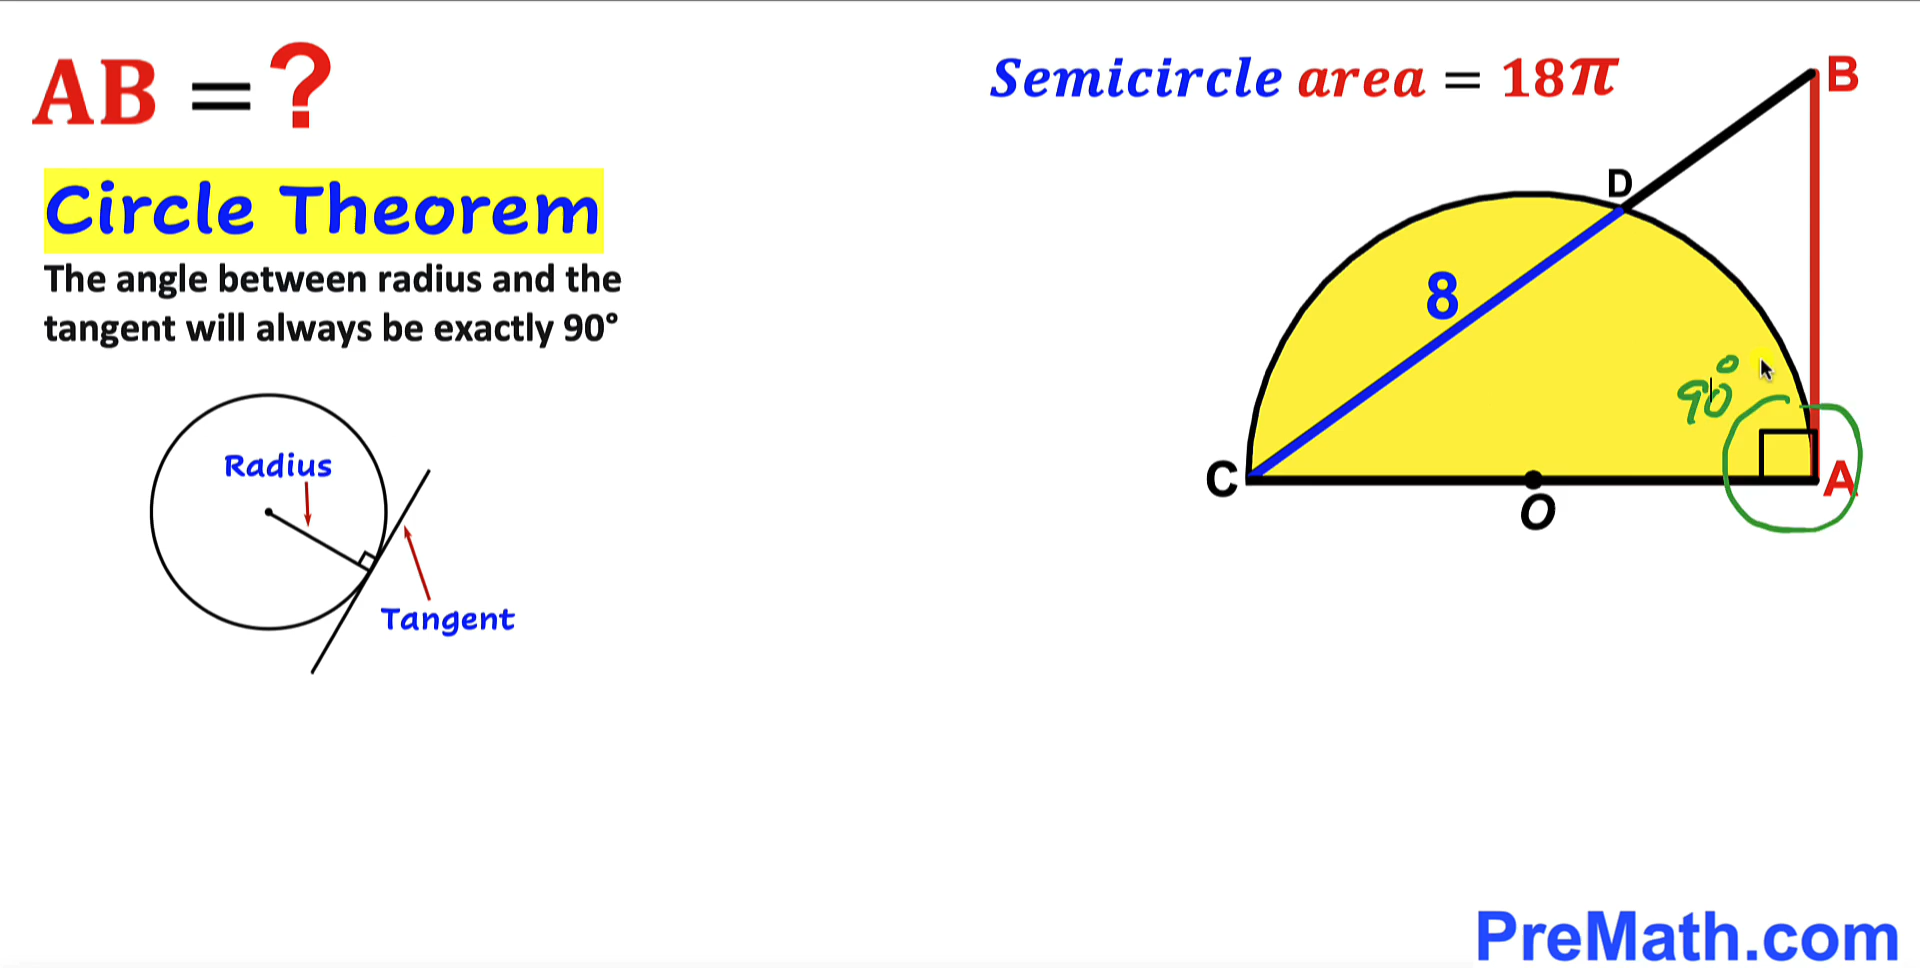 AB = ?
Semicircle area = 18π
B
Circle Theorem
The angle between radius and the
tangent will always be exactly 90°
D
8
90°
Radius
C
A
O
Tangent
PreMath.com